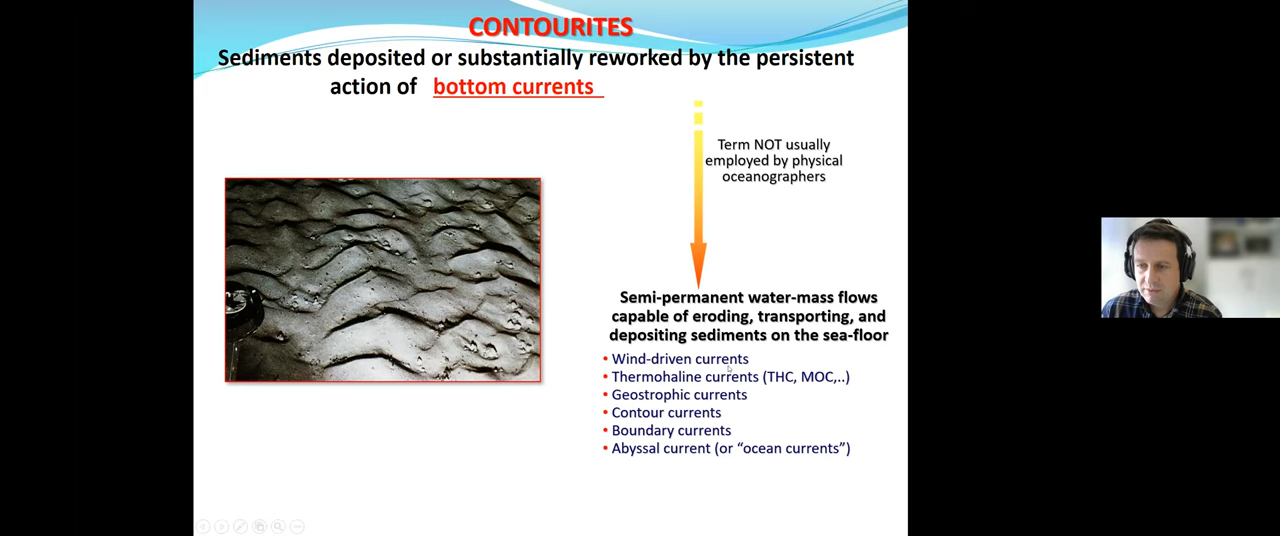 CONTOURITES
Sediments deposited or substantially reworked by the persistent
action of bottom currents
Term NOT usually
employed by physical
oceanographers
Semi-permanent water-mass flows
capable of eroding, transporting, and
depositing sediments on the sea-floor
• Wind-driven currents
• Thermohaline currents (THC, MOC,..)
• Geostrophic currents
• Contour currents
• Boundary currents
• Abyssal current (or “ocean currents”)